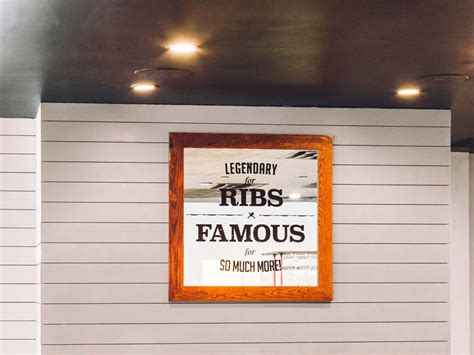 LEGENDARY
for
RIBS
FAMOUS
for
SO MUCH MORE!